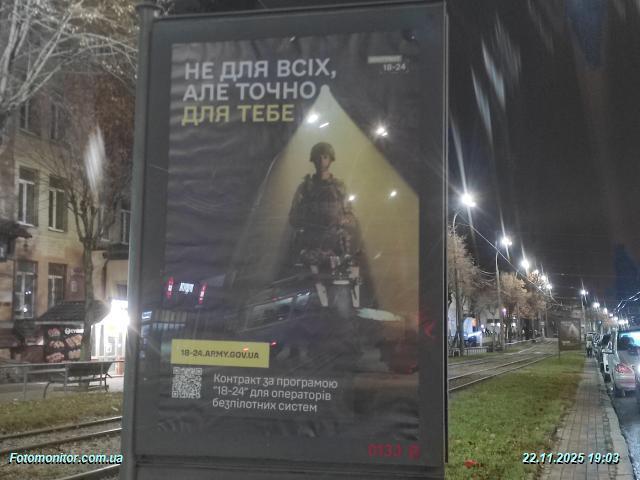 НЕ ДЛЯ ВСІХ,
АЛЕ ТОЧНО
ДЛЯ ТЕБЕ
18-24
18-24.ARMY.GOV.UA
Контракт за програмою
"18-24" для операторів
безпілотних систем
Fotomonitor.com.ua
22.11.2025 19:03